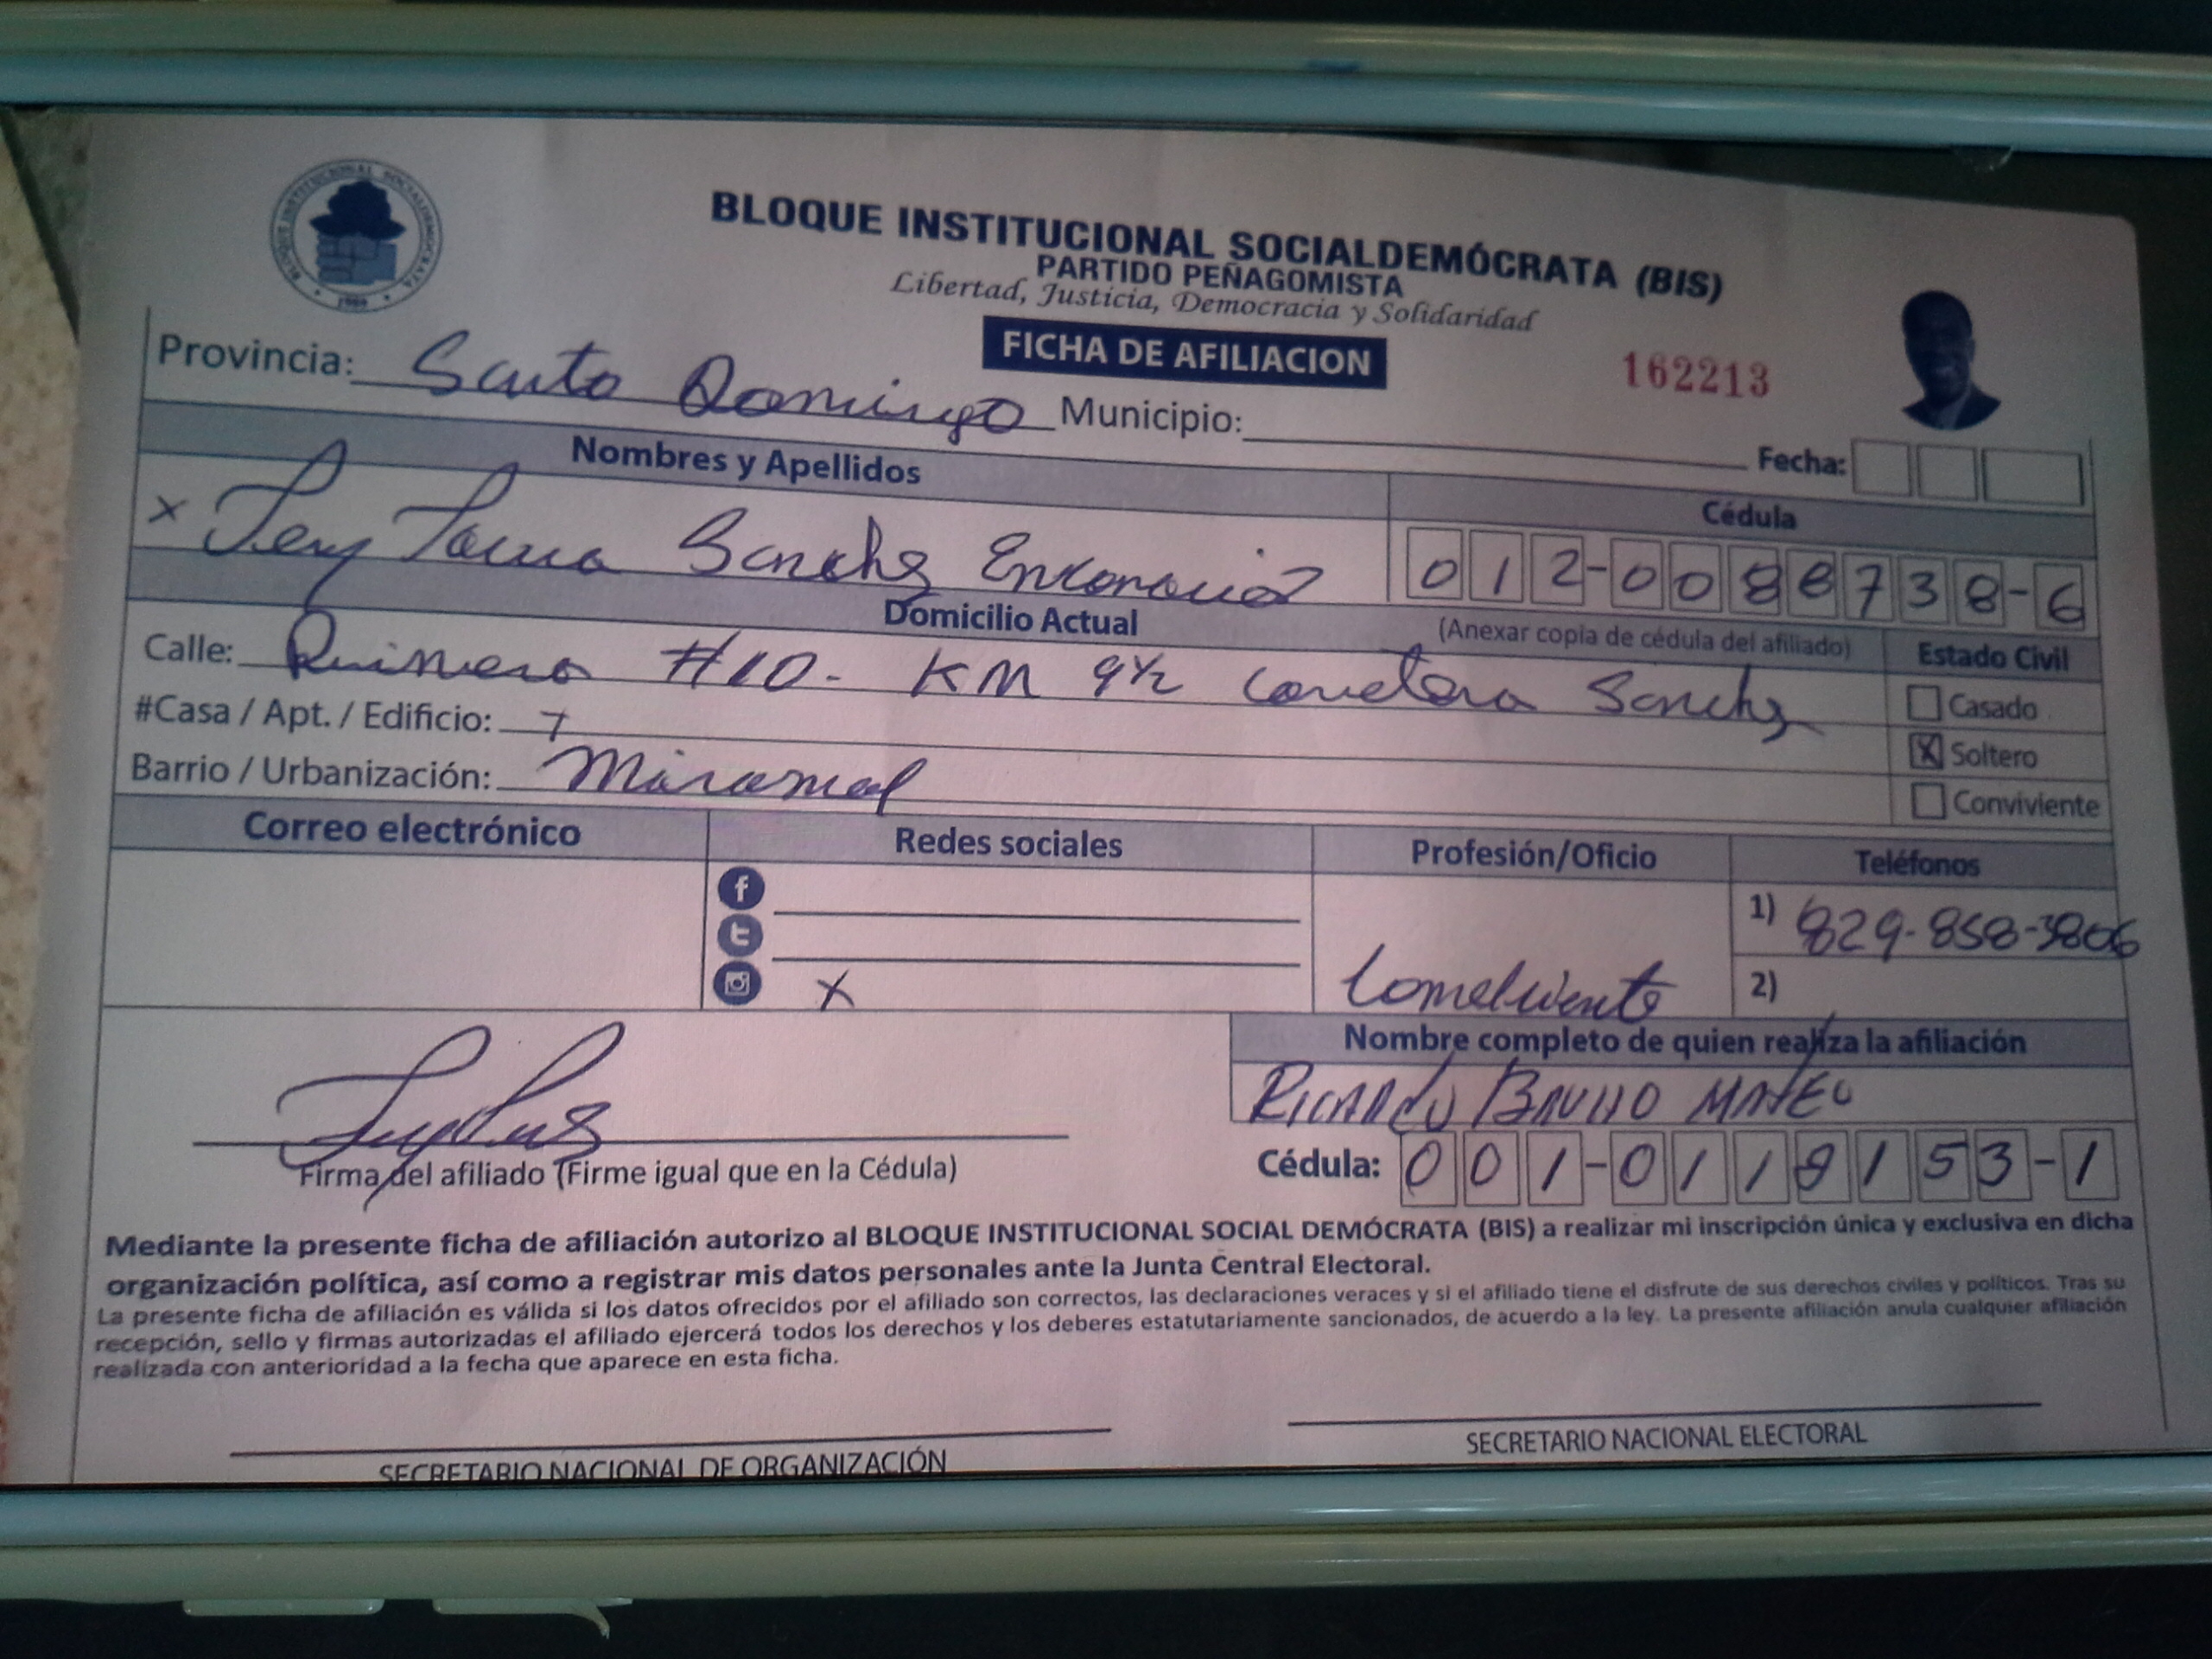 BLOQUE INSTITUCIONAL SOCIALDEMÓCRATA
1989
BLOQUE INSTITUCIONAL SOCIALDEMÓCRATA (BIS)
PARTIDO PEÑAGOMISTA
Libertad, Justicia, Democracia y Solidaridad
FICHA DE AFILIACION
162213
Provincia: Santo Domingo Municipio:
Fecha:
Nombres y Apellidos
Cédula
x Sanchz
012-0088738-6
Domicilio Actual
(Anexar copia de cédula del afiliado)
Estado Civil
Calle: #10- KM 9½ Sanchz
Casado
#Casa / Apt. / Edificio:
X Soltero
Barrio / Urbanización:
Conviviente
Correo electrónico
Redes sociales
Profesión/Oficio
Teléfonos
f
1) 829-858-3806
t
x
2)
Nombre completo de quien realiza la afiliación
RICARDO MATEO
Firma del afiliado (Firme igual que en la Cédula)
Cédula: 001-0119153-1
Mediante la presente ficha de afiliación autorizo al BLOQUE INSTITUCIONAL SOCIAL DEMÓCRATA (BIS) a realizar mi inscripción única y exclusiva en dicha
organización política, así como a registrar mis datos personales ante la Junta Central Electoral.
La presente ficha de afiliación es válida si los datos ofrecidos por el afiliado son correctos, las declaraciones veraces y si el afiliado tiene el disfrute de sus derechos civiles y políticos. Tras su
recepción, sello y firmas autorizadas el afiliado ejercerá todos los derechos y los deberes estatutariamente sancionados, de acuerdo a la ley. La presente afiliación anula cualquier afiliación
realizada con anterioridad a la fecha que aparece en esta ficha.
SECRETARIO NACIONAL DE ORGANIZACIÓN
SECRETARIO NACIONAL ELECTORAL